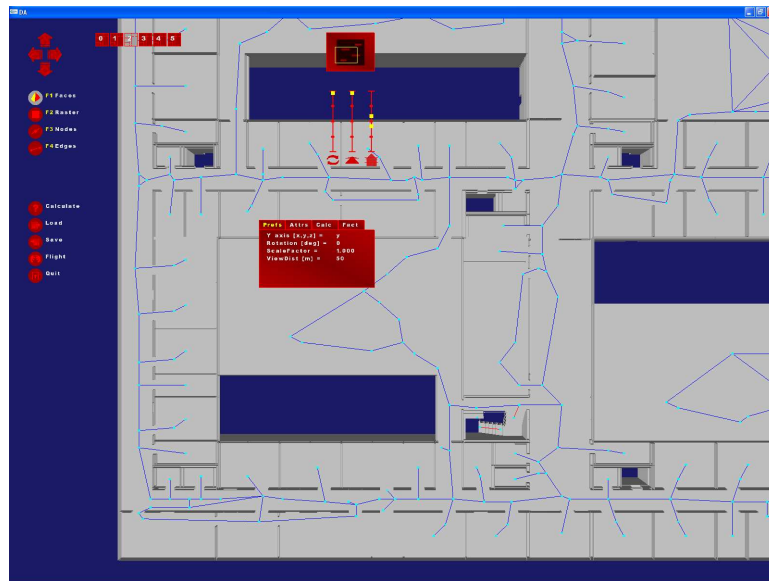 DA
0 1 2 3 4 5
F1 Faces
F2 Raster
F3 Nodes
F4 Edges
Calculate
Load
Save
Flight
Quit
Prefs Attrs Calc Fact
Y axis [x,y,z] = y
Rotation [deg] = 0
ScaleFactor = 1.000
ViewDist [m] = 50